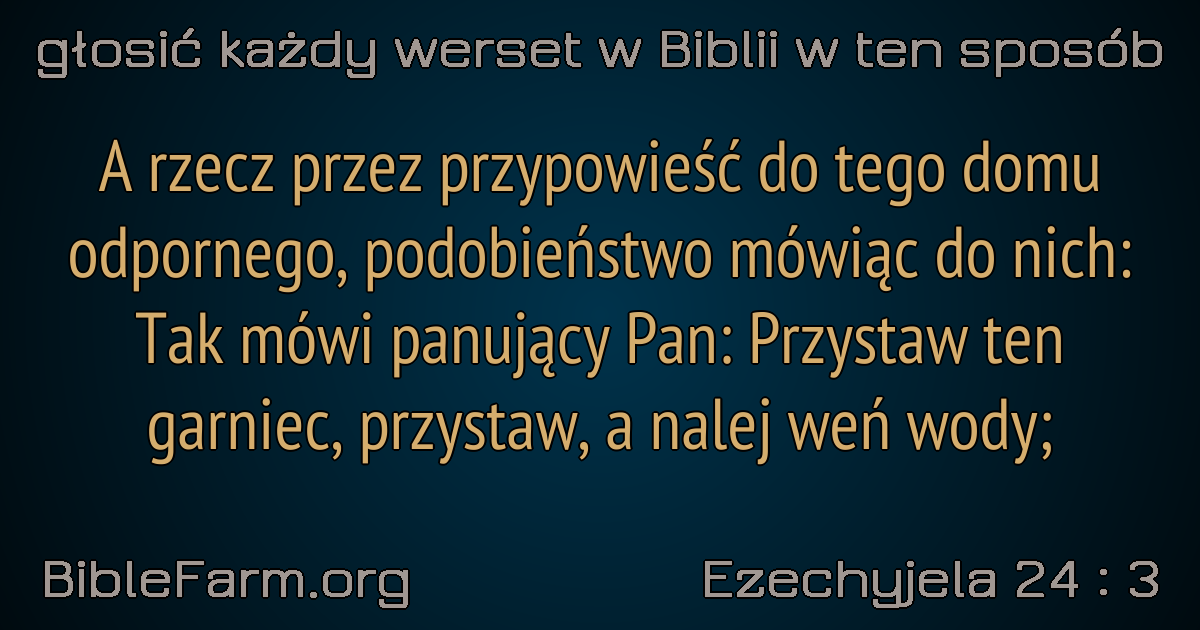 głosić każdy werset w Biblii w ten sposób
A rzecz przez przypowieść do tego domu
odpornego, podobieństwo mówiąc do nich:
Tak mówi panujący Pan: Przystaw ten
garniec, przystaw, a nalej weń wody;
BibleFarm.org
Ezechyjela 24 : 3